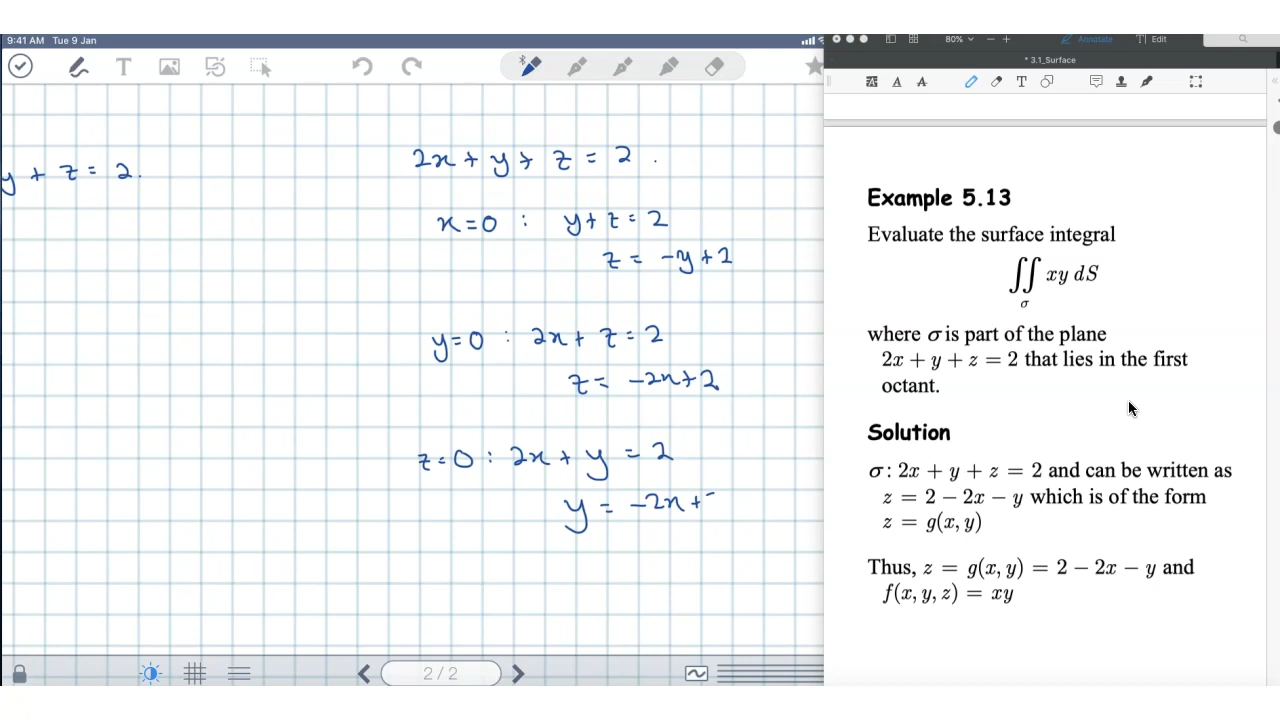 9:41 AM Tue 9 Jan
y + z = 2.
2x + y + z = 2 .
x = 0 : y + z = 2
z = -y + 2
y = 0 : 2x + z = 2
z = -2x + 2
z = 0 : 2x + y = 2
y = -2x +
2 / 2
80%
Annotate
Edit
* 3.1_Surface
Example 5.13
Evaluate the surface integral
∬σ xy dS
where σ is part of the plane
2x + y + z = 2 that lies in the first
octant.
Solution
σ: 2x + y + z = 2 and can be written as
z = 2 − 2x − y which is of the form
z = g(x, y)
Thus, z = g(x, y) = 2 − 2x − y and
f(x, y, z) = xy